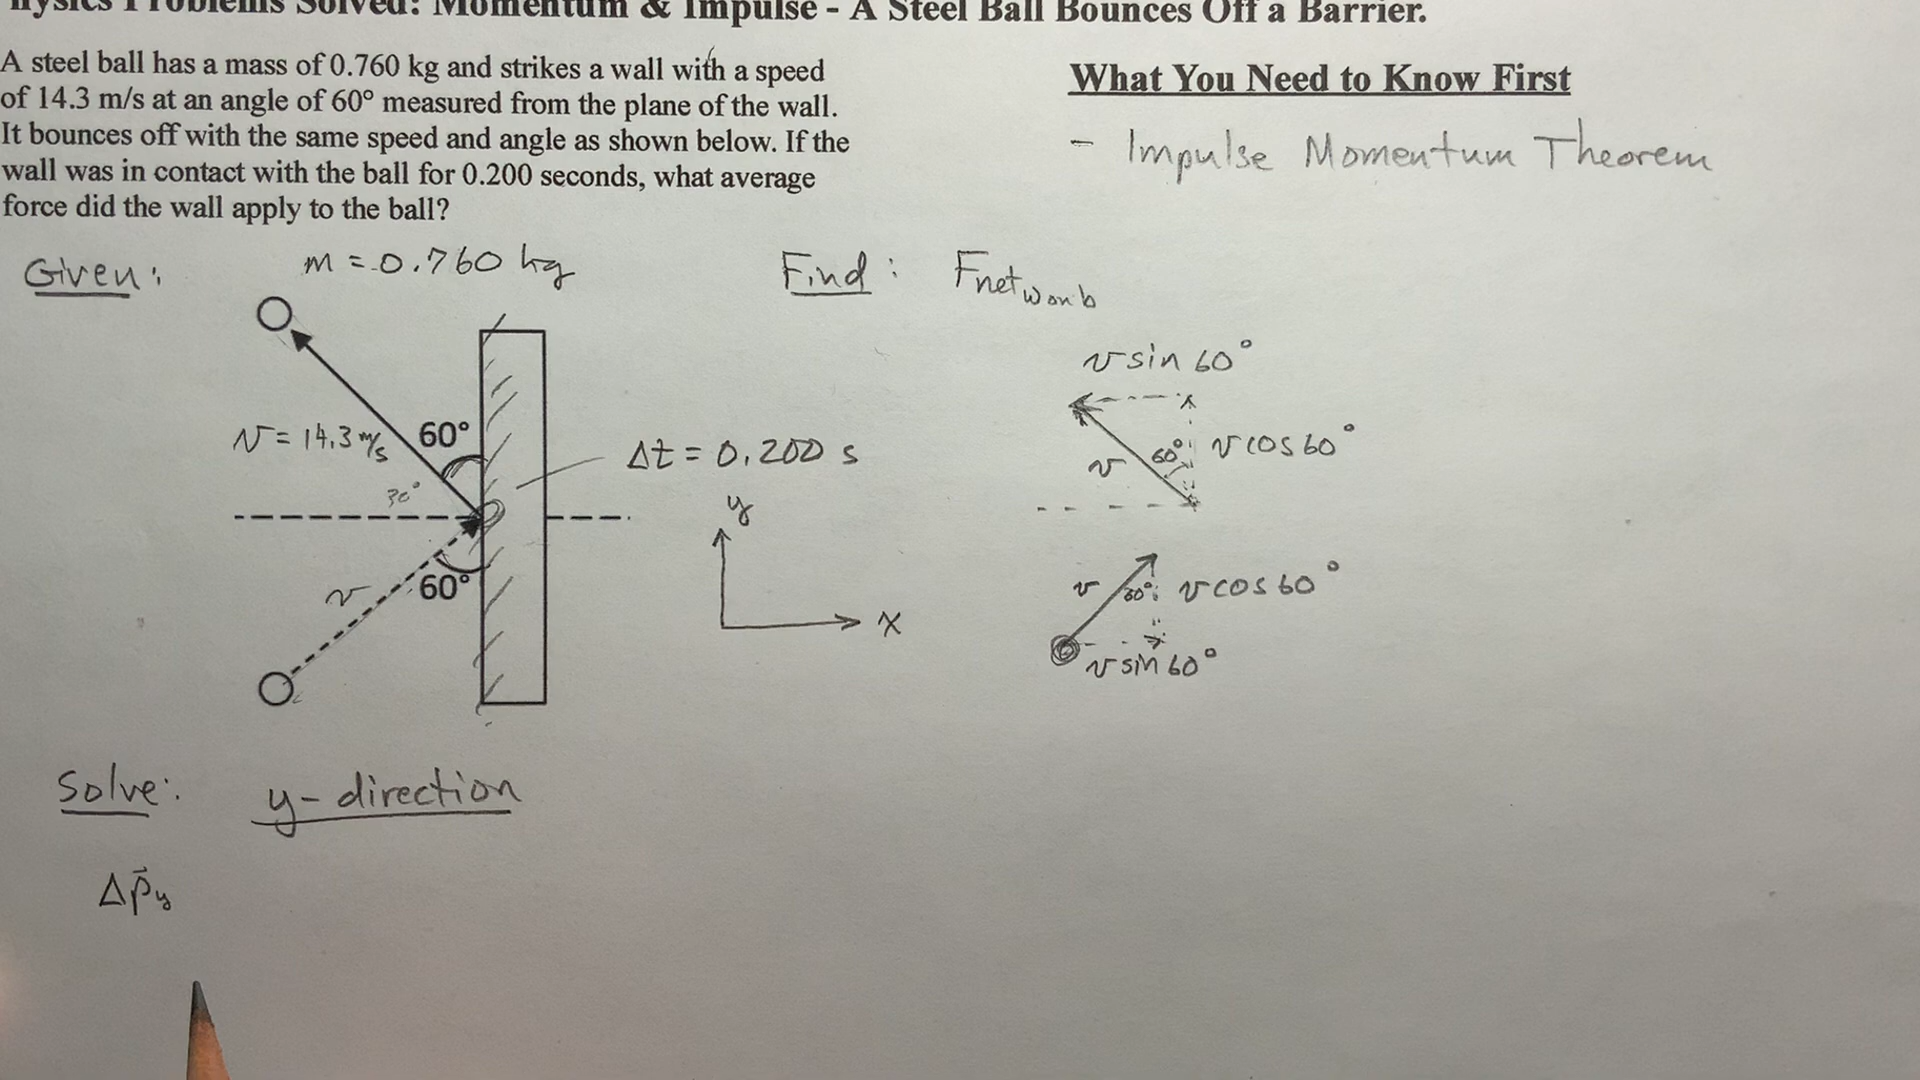 Problems Solved: Momentum & Impulse - A Steel Ball Bounces Off a Barrier.
A steel ball has a mass of 0.760 kg and strikes a wall with a speed
of 14.3 m/s at an angle of 60° measured from the plane of the wall.
It bounces off with the same speed and angle as shown below. If the
wall was in contact with the ball for 0.200 seconds, what average
force did the wall apply to the ball?
What You Need to Know First
- Impulse Momentum Theorem
Given:
m = 0.760 kg
Find: Fnet w on b
v = 14.3 m/s
60°
30°
60°
v
Δt = 0.200 s
y
x
v sin 60°
v
60°
v cos 60°
v
60°
v cos 60°
v sin 60°
Solve: y-direction
Δp⃗y